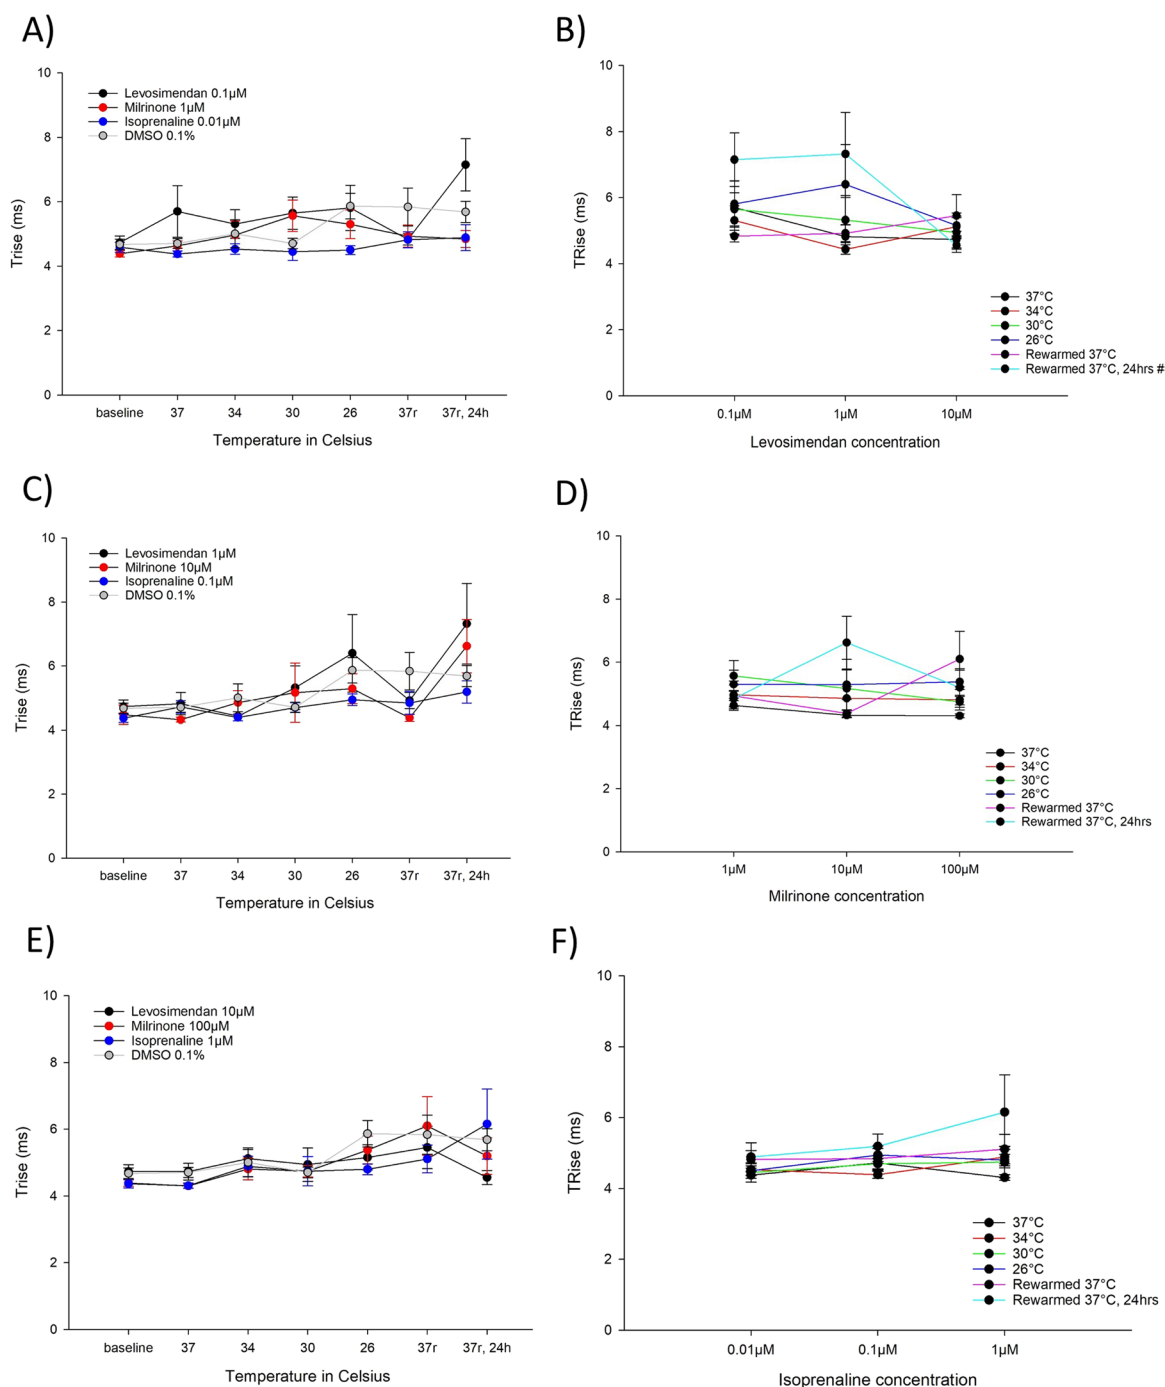 A)
10
8
6
4
2
0
Trise (ms)
Levosimendan 0.1µM
Milrinone 1µM
Isoprenaline 0.01µM
DMSO 0.1%
baseline 37 34 30 26 37r 37r, 24h
Temperature in Celsius
B)
10
8
6
4
2
0
TRise (ms)
37°C
34°C
30°C
26°C
Rewarmed 37°C
Rewarmed 37°C, 24hrs #
0.1µM 1µM 10µM
Levosimendan concentration
C)
10
8
6
4
2
0
Trise (ms)
Levosimendan 1µM
Milrinone 10µM
Isoprenaline 0.1µM
DMSO 0.1%
baseline 37 34 30 26 37r 37r, 24h
Temperature in Celsius
D)
10
8
6
4
2
0
TRise (ms)
37°C
34°C
30°C
26°C
Rewarmed 37°C
Rewarmed 37°C, 24hrs
1µM 10µM 100µM
Milrinone concentration
E)
10
8
6
4
2
0
Trise (ms)
Levosimendan 10µM
Milrinone 100µM
Isoprenaline 1µM
DMSO 0.1%
baseline 37 34 30 26 37r 37r, 24h
Temperature in Celsius
F)
10
8
6
4
2
0
TRise (ms)
37°C
34°C
30°C
26°C
Rewarmed 37°C
Rewarmed 37°C, 24hrs
0.01µM 0.1µM 1µM
Isoprenaline concentration